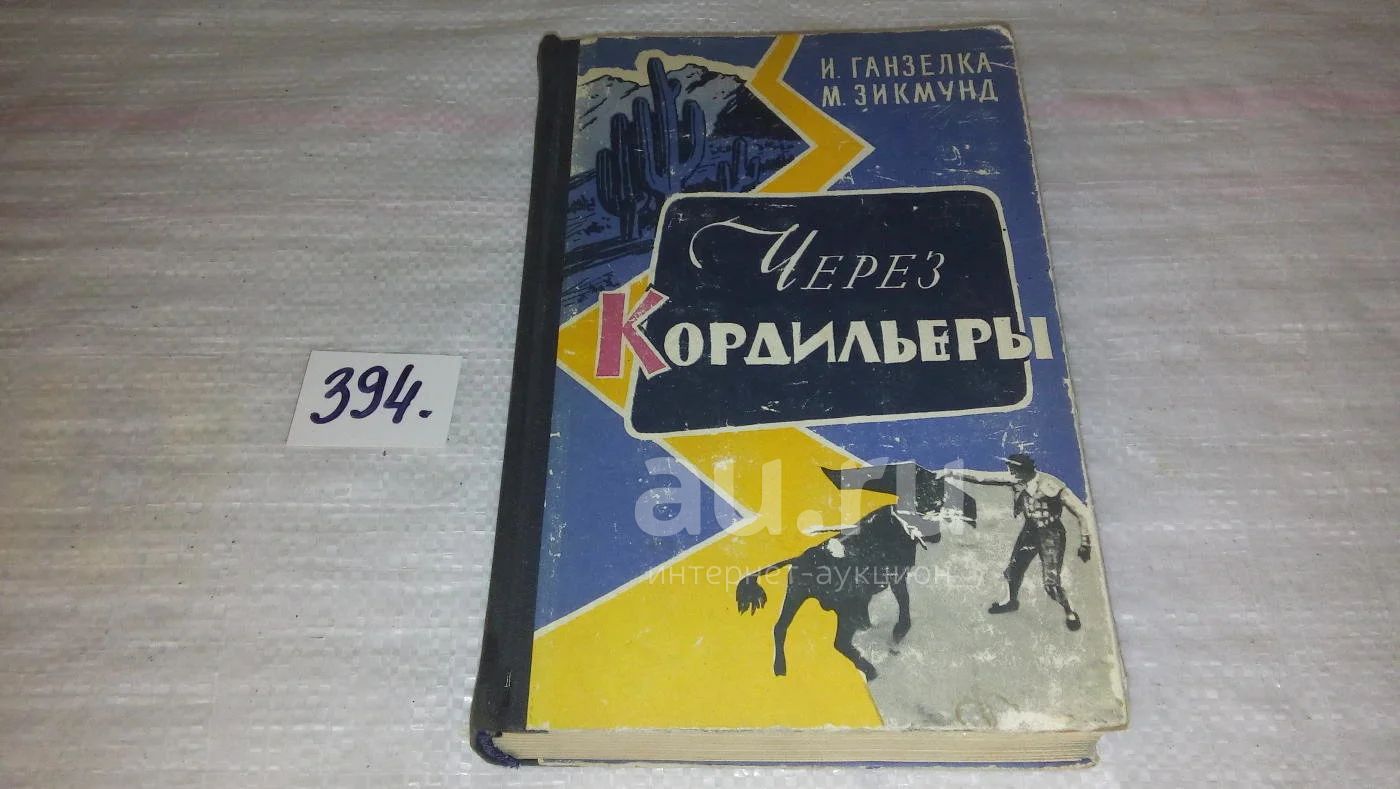 И. ГАНЗЕЛКА
М. ЗИКМУНД
ЧЕРЕЗ
КОРДИЛЬЕРЫ
394.
au.ru
интернет-аукцион